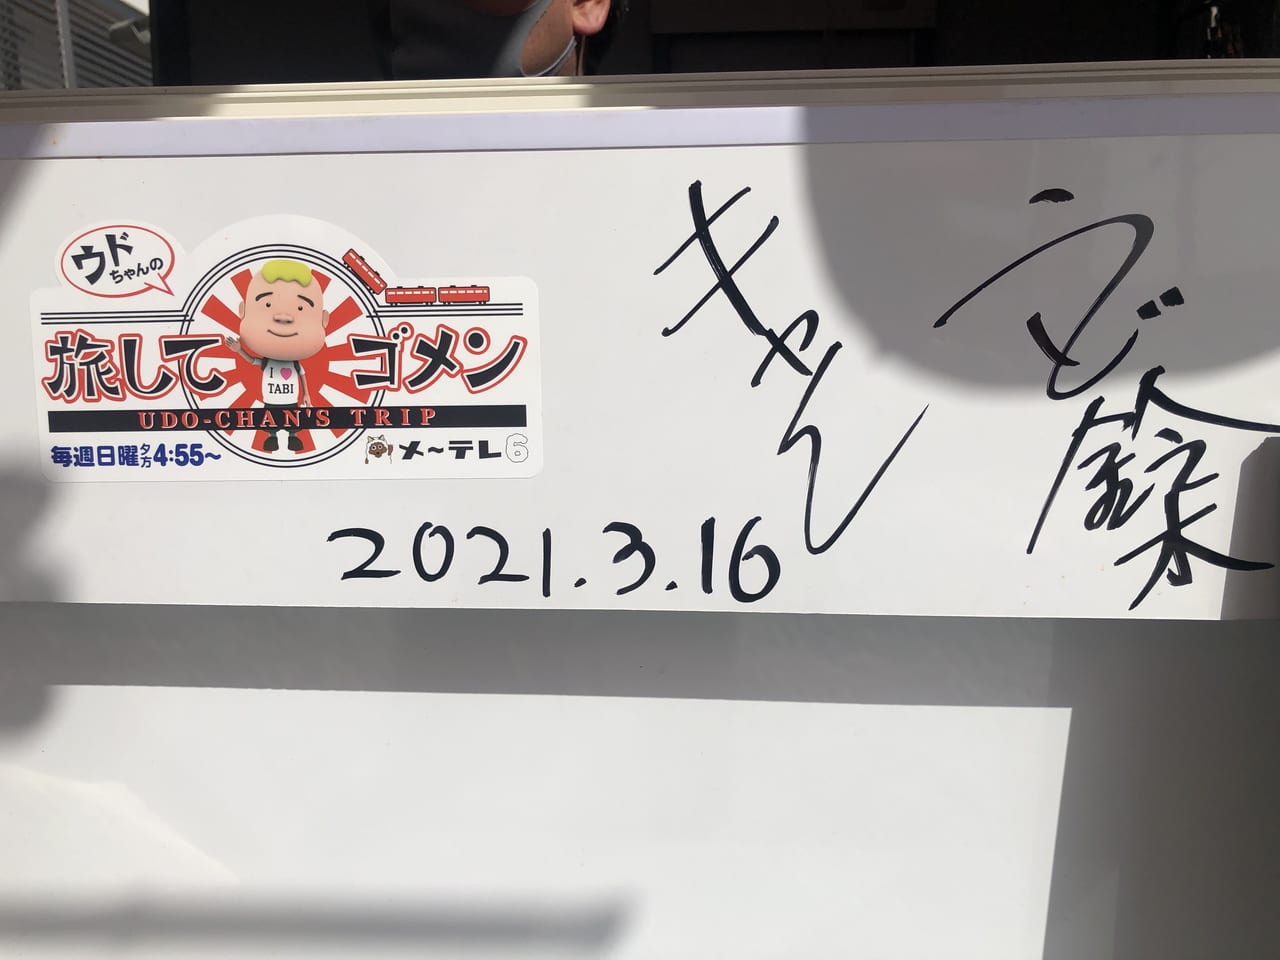 ウド
ちゃんの
旅してゴメン
I ♥
TABI
UDO-CHAN'S TRIP
毎週日曜夕方4:55~
メ~テレ6
キャん
うど鈴木
2021.3.16